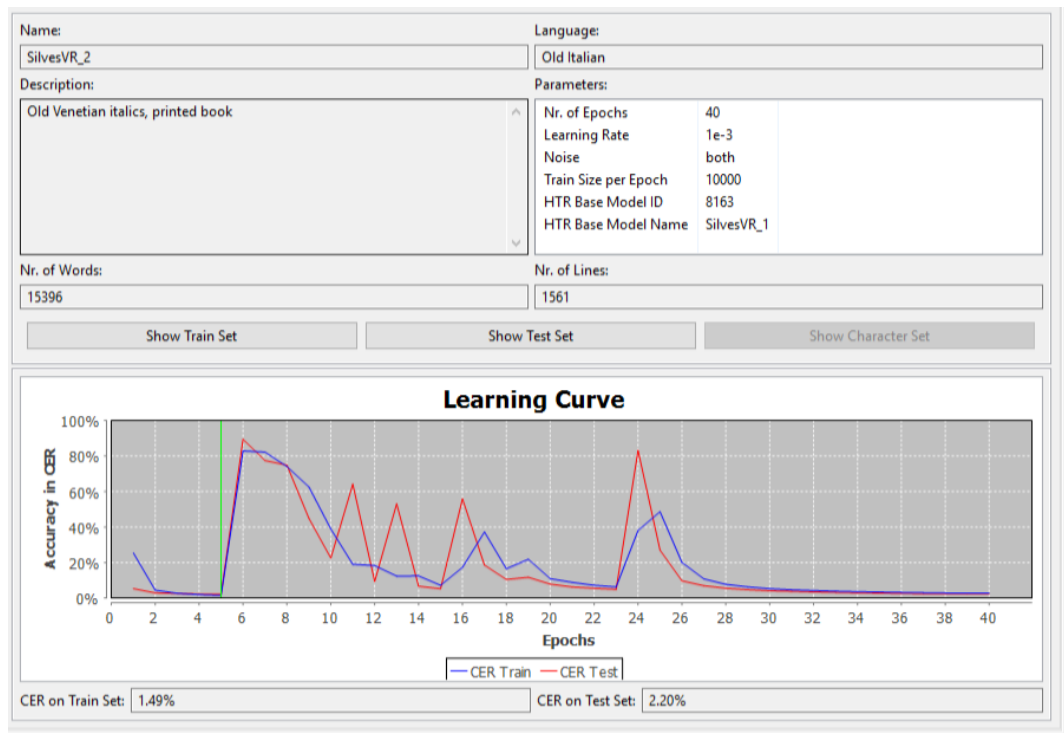 Name:
Language:
SilvesVR_2
Old Italian
Description:
Parameters:
Old Venetian italics, printed book
Nr. of Epochs 40
Learning Rate 1e-3
Noise both
Train Size per Epoch 10000
HTR Base Model ID 8163
HTR Base Model Name SilvesVR_1
Nr. of Words:
Nr. of Lines:
15396
1561
Show Train Set
Show Test Set
Show Character Set
Learning Curve
Accuracy in CER
100%
80%
60%
40%
20%
0%
0 2 4 6 8 10 12 14 16 18 20 22 24 26 28 30 32 34 36 38 40
Epochs
CER Train CER Test
CER on Train Set: 1.49%
CER on Test Set: 2.20%